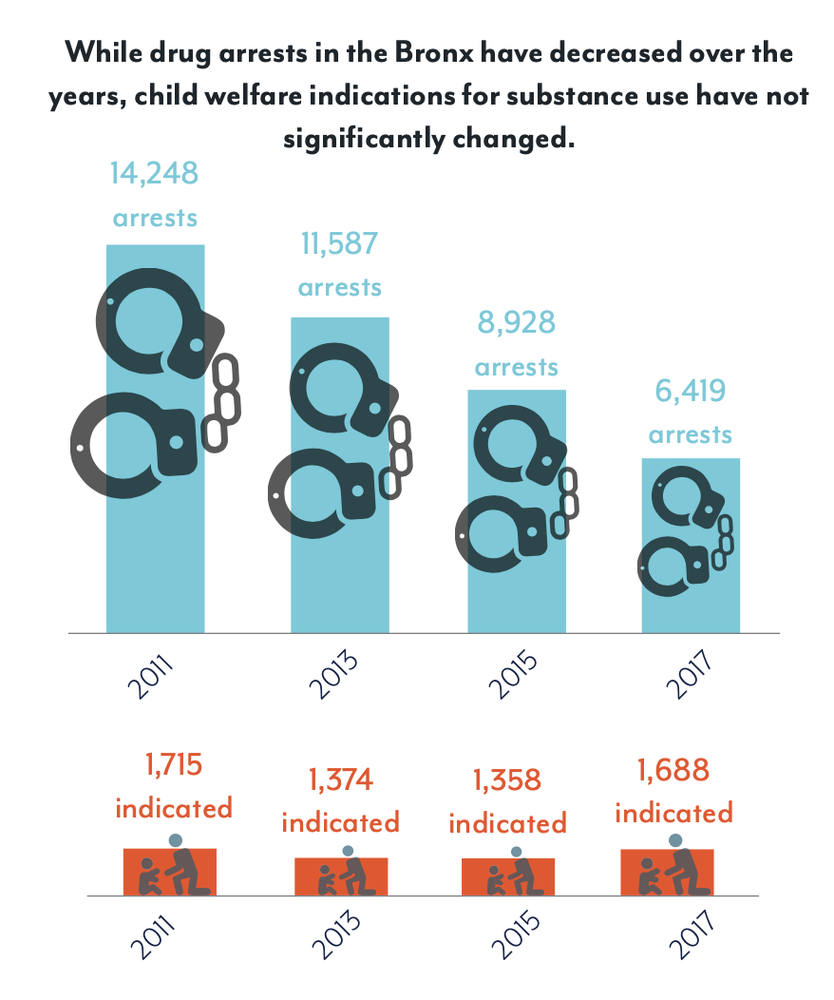 While drug arrests in the Bronx have decreased over the
years, child welfare indications for substance use have not
significantly changed.
14,248
arrests
11,587
arrests
8,928
arrests
6,419
arrests
2011
2013
2015
2017
1,715
indicated
1,374
indicated
1,358
indicated
1,688
indicated
2011
2013
2015
2017